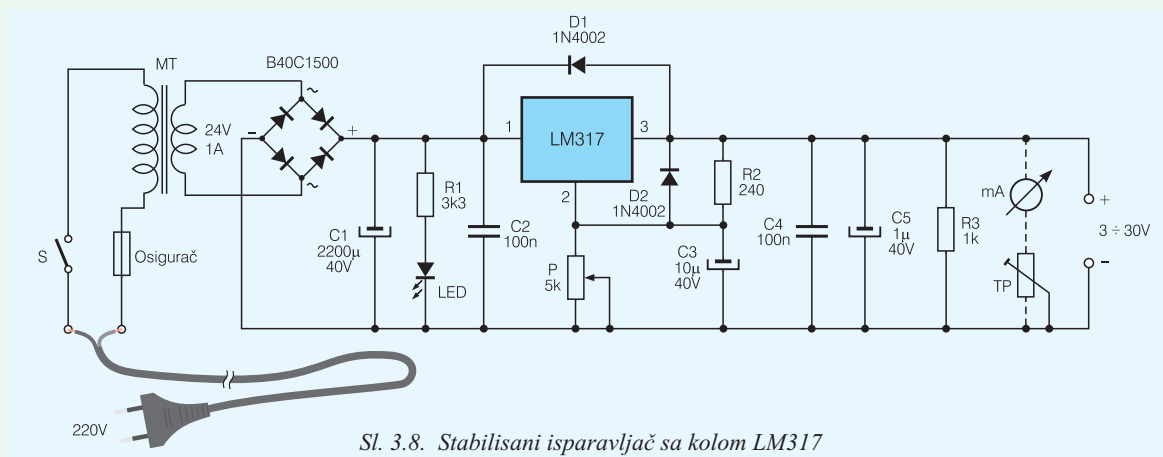 D1
1N4002
MT
B40C1500
~
-
+
24V
1A
~
1
LM317
3
2
R1
3k3
D2
1N4002
R2
240
mA
+
3 ÷ 30V
-
S
Osigurač
C1
2200µ
40V
LED
C2
100n
P
5k
C3
10µ
40V
C4
100n
C5
1µ
40V
R3
1k
TP
220V
Sl. 3.8. Stabilisani isparavljač sa kolom LM317